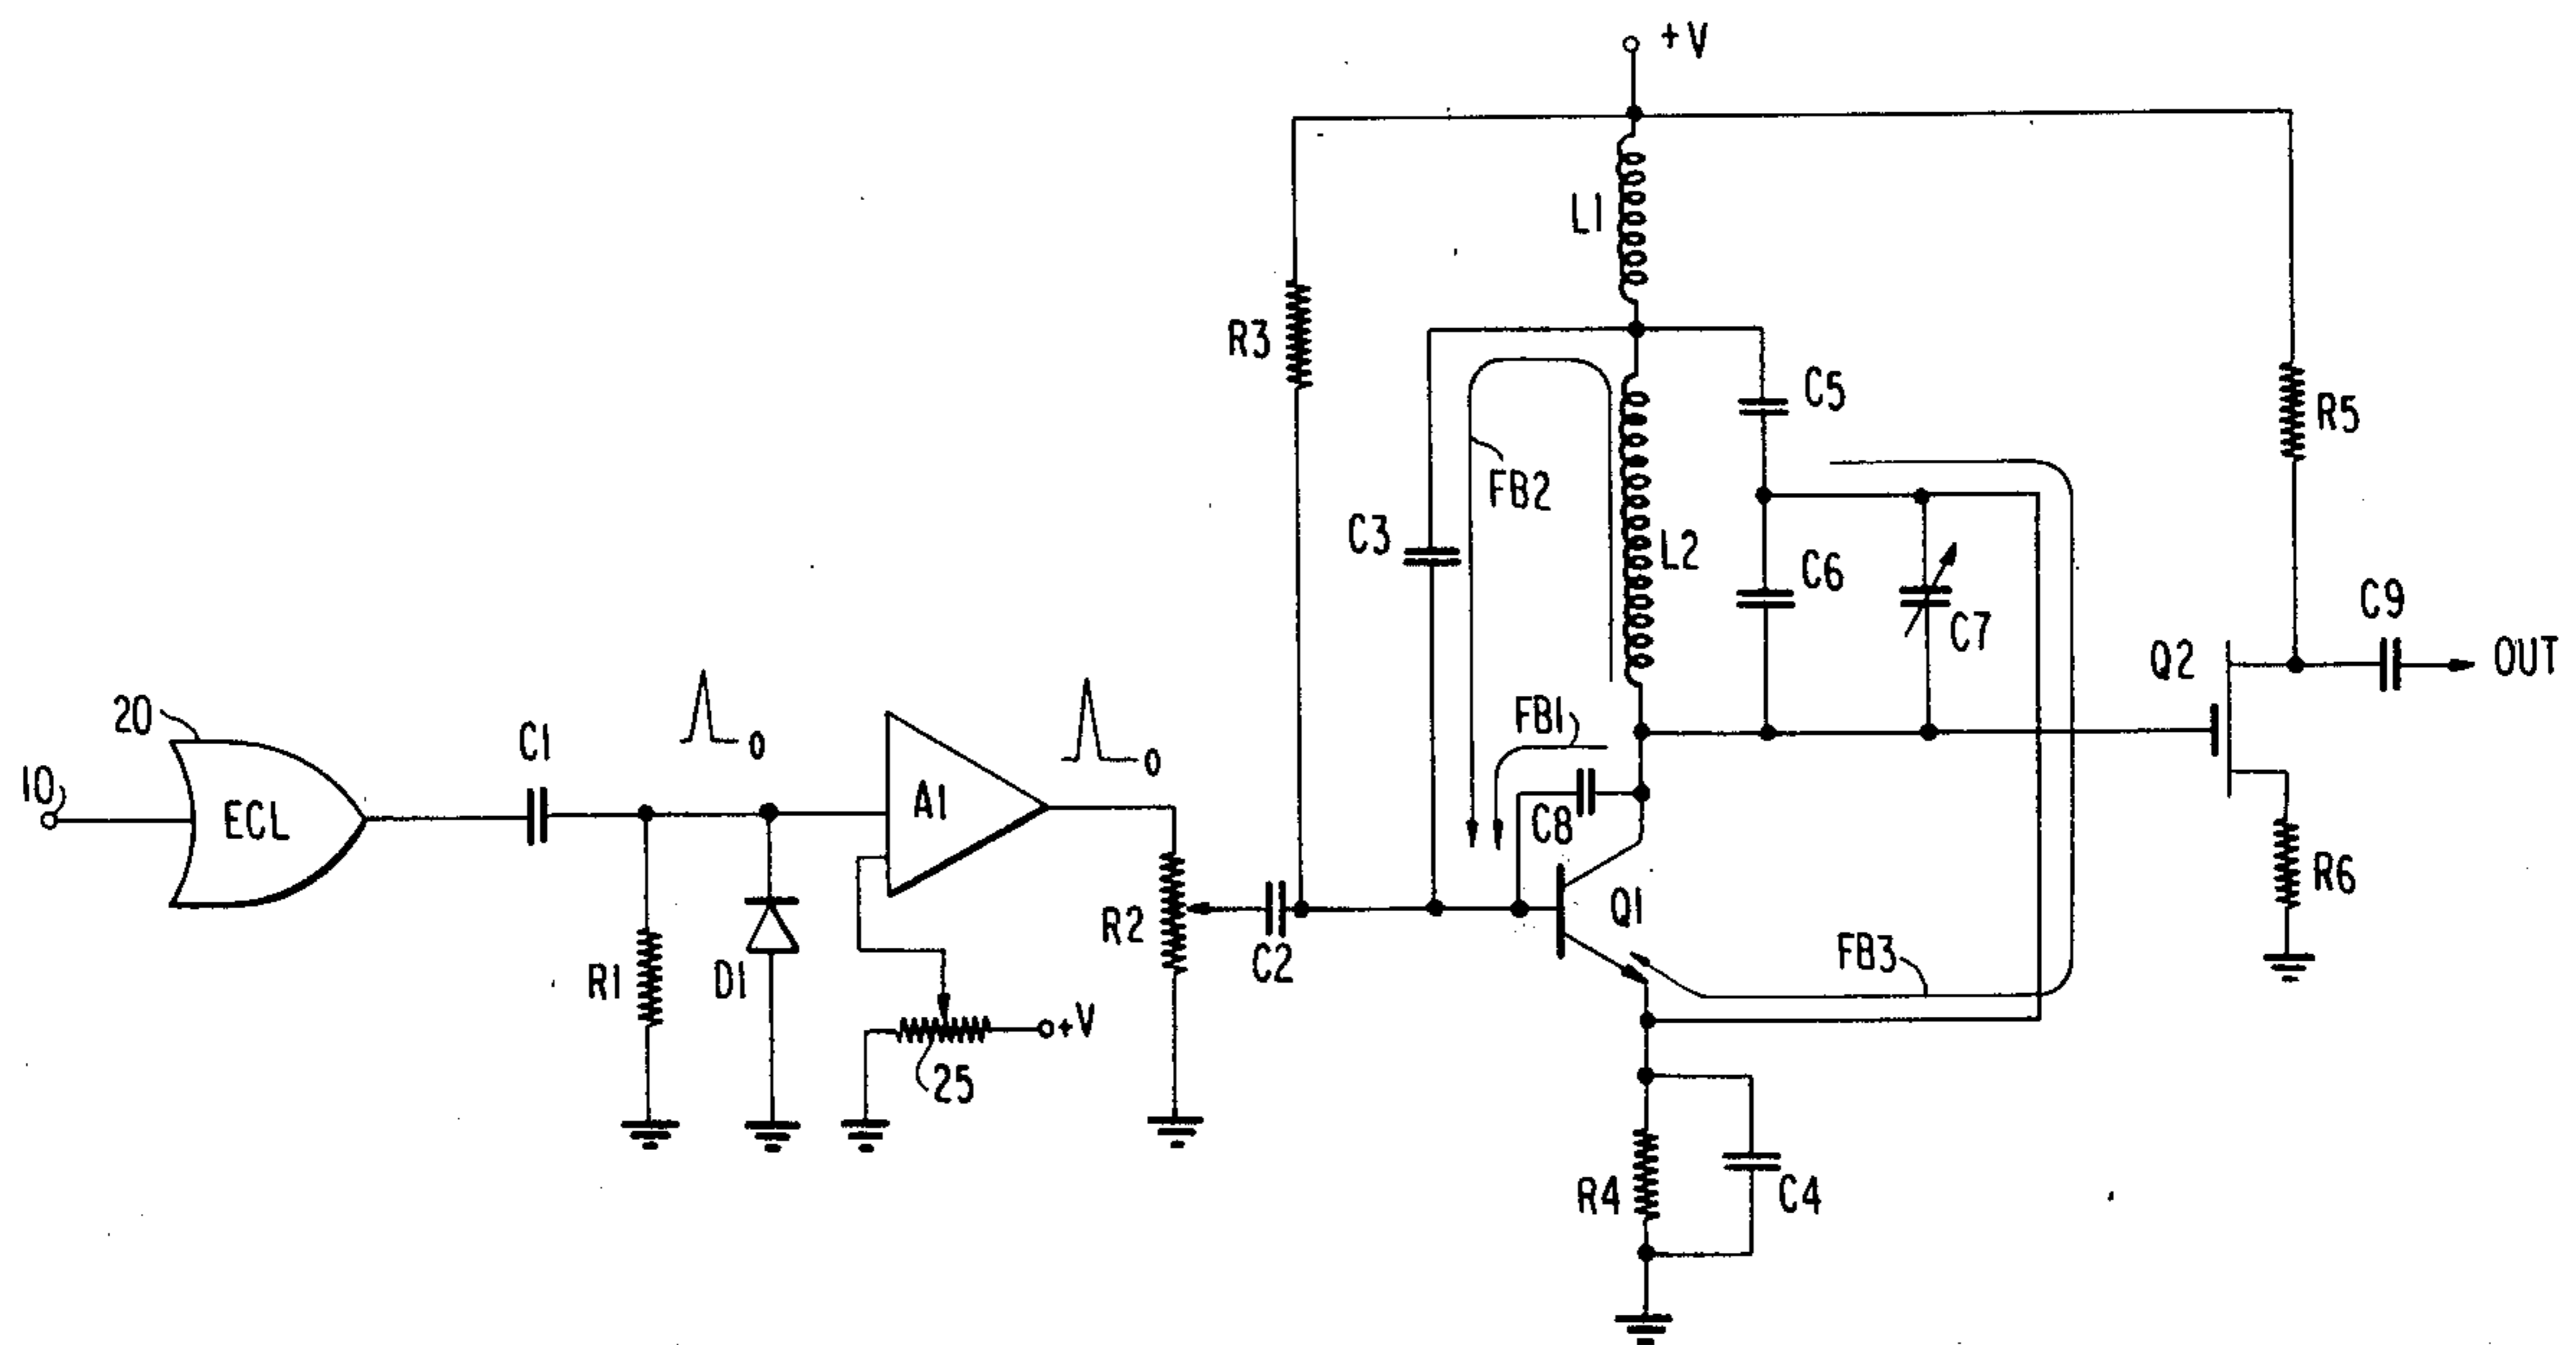 +V
L1
R3
C5
R5
FB2
C3
L2
C6
C7
C9
OUT
Q2
20
C1
0
0
FB1
10
ECL
A1
C8
R6
R2
Q1
C2
FB3
R1
D1
+V
25
R4
C4